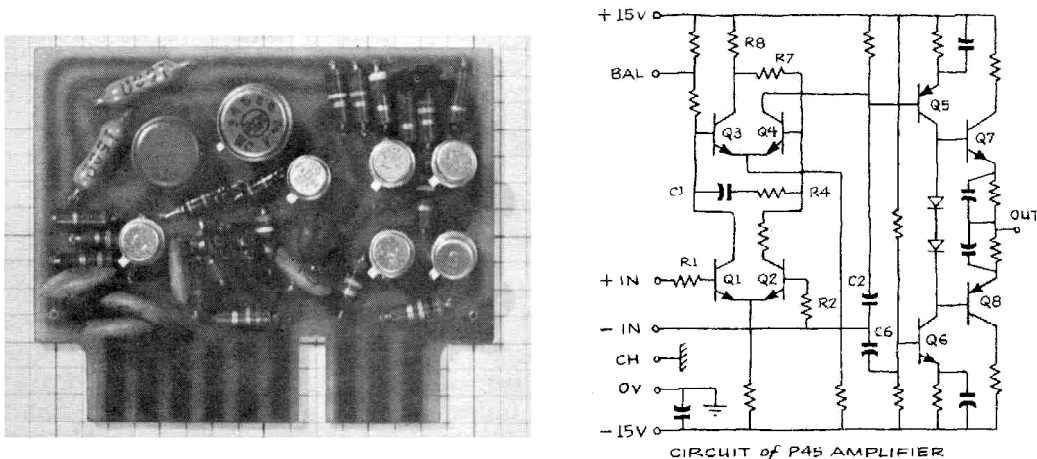 +15V
BAL
R8
R7
Q3
Q4
Q5
Q7
C1
R4
OUT
R1
+IN
Q1
Q2
R2
C2
Q8
-IN
C6
Q6
CH
0V
-15V
CIRCUIT of P45 AMPLIFIER